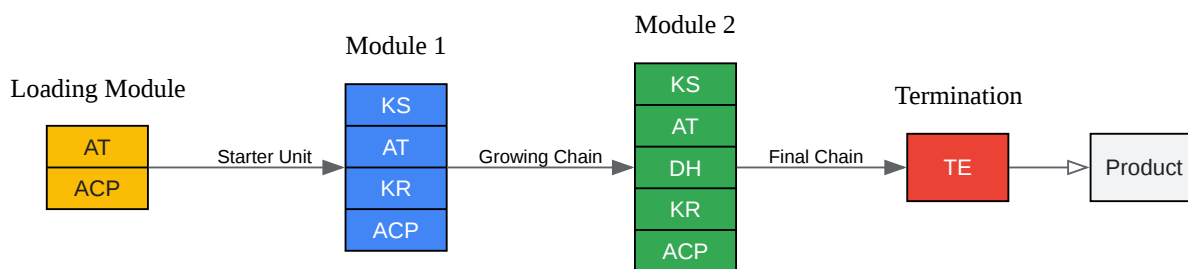 Loading Module
AT
ACP
Starter Unit
Module 1
KS
AT
KR
ACP
Growing Chain
Module 2
KS
AT
DH
KR
ACP
Final Chain
Termination
TE
Product